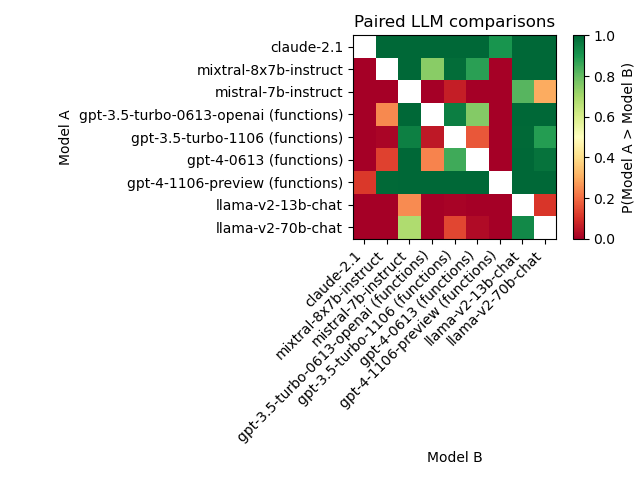 Paired LLM comparisons
Model A
claude-2.1
mixtral-8x7b-instruct
mistral-7b-instruct
gpt-3.5-turbo-0613-openai (functions)
gpt-3.5-turbo-1106 (functions)
gpt-4-0613 (functions)
gpt-4-1106-preview (functions)
llama-v2-13b-chat
llama-v2-70b-chat
claude-2.1
mixtral-8x7b-instruct
mistral-7b-instruct
gpt-3.5-turbo-0613-openai (functions)
gpt-3.5-turbo-1106 (functions)
gpt-4-0613 (functions)
gpt-4-1106-preview (functions)
llama-v2-13b-chat
llama-v2-70b-chat
Model B
1.0
0.8
0.6
0.4
0.2
0.0
P(Model A > Model B)